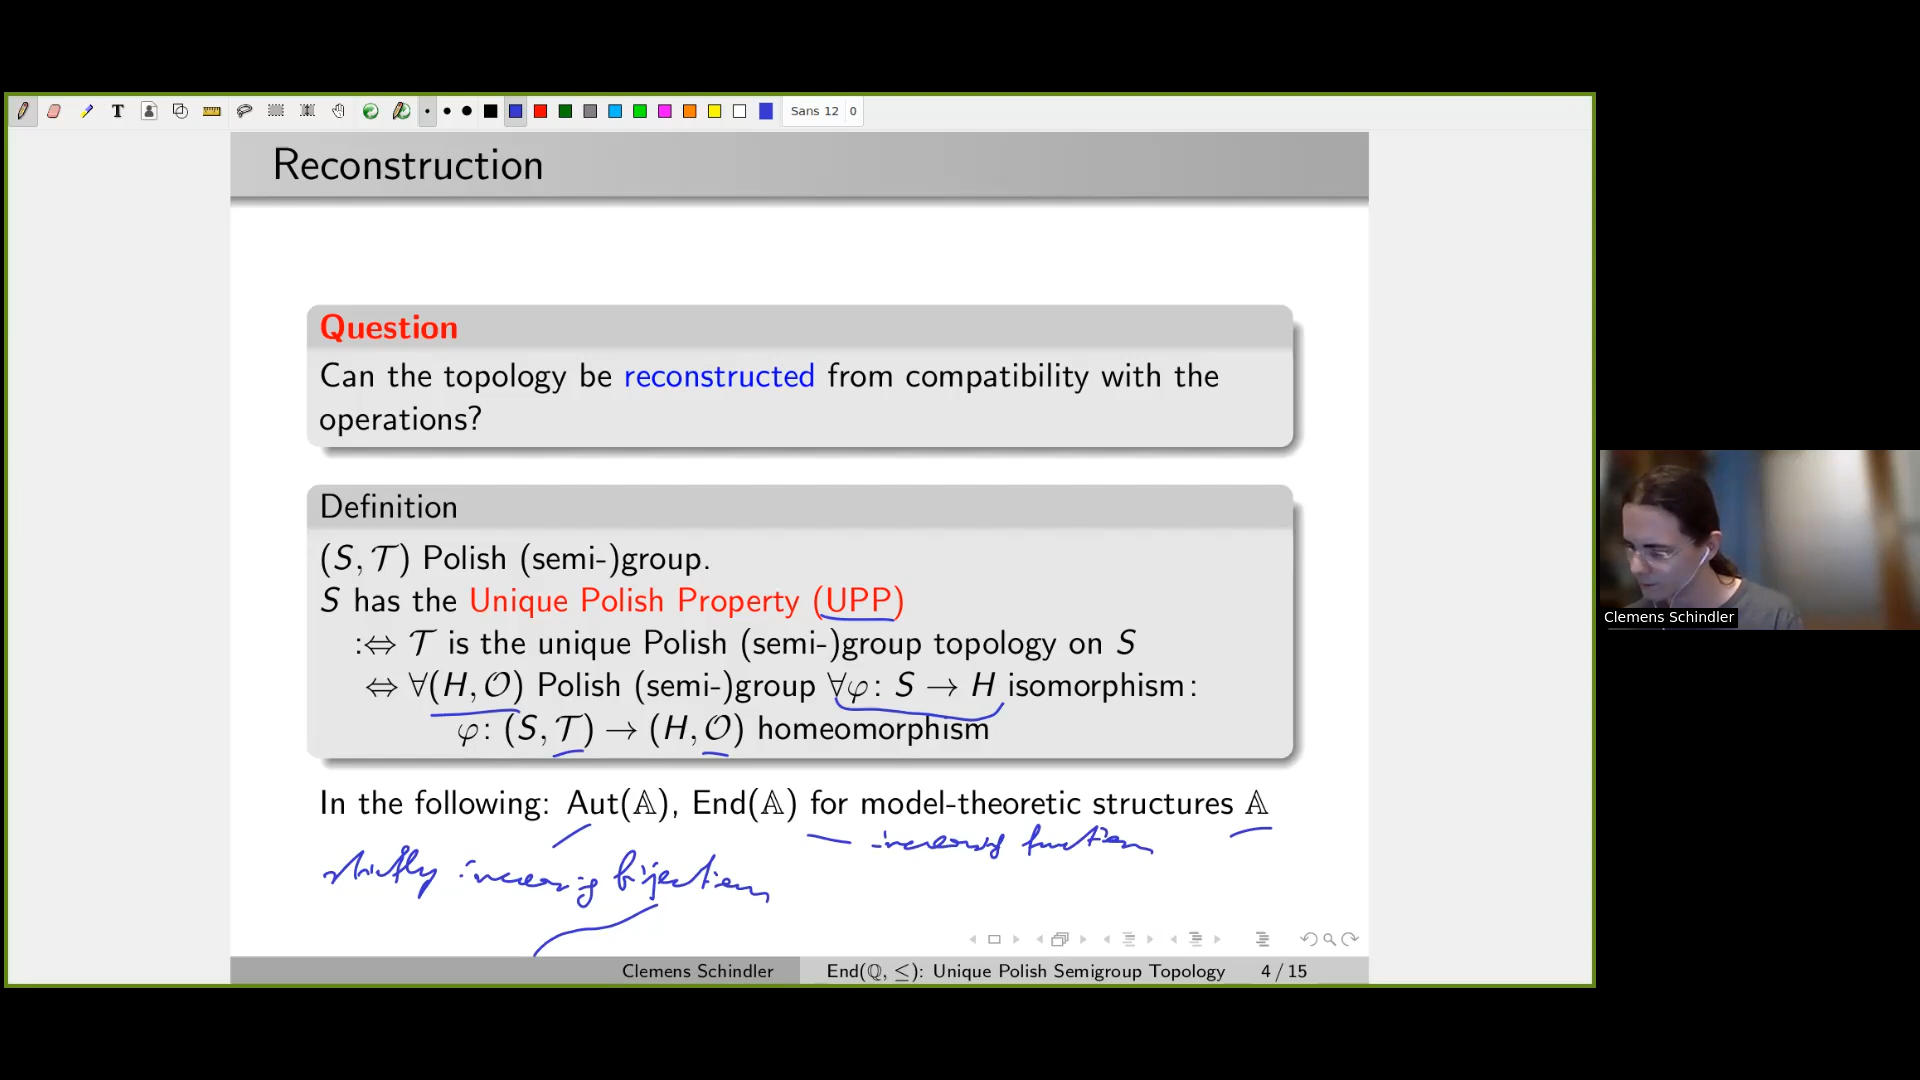 Sans 12 0
Reconstruction
Question
Can the topology be reconstructed from compatibility with the
operations?
Definition
(S, 𝒯) Polish (semi-)group.
S has the Unique Polish Property (UPP)
:⇔ 𝒯 is the unique Polish (semi-)group topology on S
⇔ ∀(H, 𝒪) Polish (semi-)group ∀φ: S → H isomorphism:
φ: (S, 𝒯) → (H, 𝒪) homeomorphism
In the following: Aut(𝔸), End(𝔸) for model-theoretic structures 𝔸
increasing functions
strictly increasing bijections
Clemens Schindler
End(ℚ, ≤): Unique Polish Semigroup Topology
4 / 15
Clemens Schindler